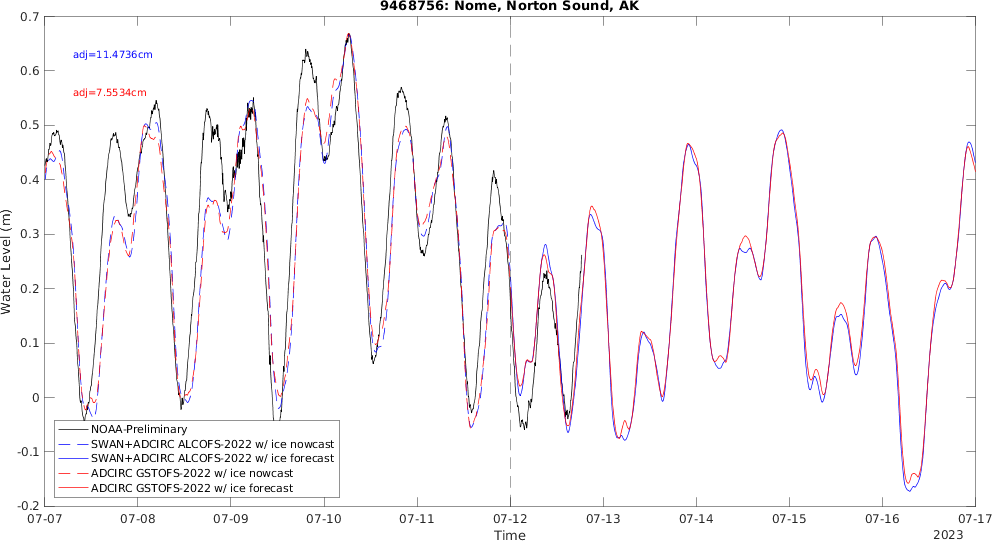 9468756: Nome, Norton Sound, AK
0.7
adj=11.4736cm
0.6
adj=7.5534cm
0.5
0.4
0.3
Water Level (m)
0.2
0.1
0
-0.1
-0.2
NOAA-Preliminary
SWAN+ADCIRC ALCOFS-2022 w/ ice nowcast
SWAN+ADCIRC ALCOFS-2022 w/ ice forecast
ADCIRC GSTOFS-2022 w/ ice nowcast
ADCIRC GSTOFS-2022 w/ ice forecast
07-07 07-08 07-09 07-10 07-11 07-12 07-13 07-14 07-15 07-16 07-17
Time
2023